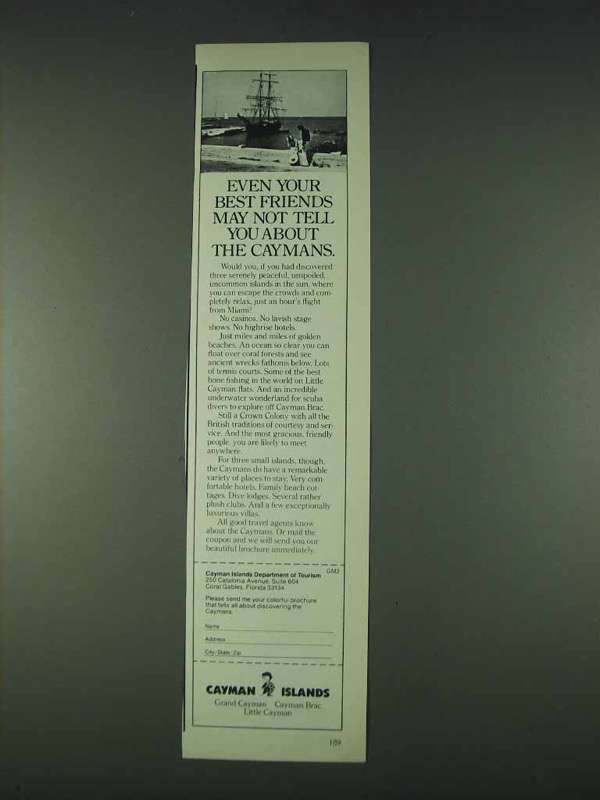 EVEN YOUR
BEST FRIENDS
MAY NOT TELL
YOU ABOUT
THE CAYMANS.
Would you, if you had discovered
three serenely peaceful, unspoiled,
uncommon islands in the sun, where
you can escape the crowds and com-
pletely relax, just an hour's flight
from Miami?
No casinos. No lavish stage
shows. No highrise hotels.
Just miles and miles of golden
beaches. An ocean so clear you can
float over coral forests and see
ancient wrecks fathoms below. Lots
of tennis courts. Some of the best
bone fishing in the world on Little
Cayman flats. And an incredible
underwater wonderland for scuba
divers to explore off Cayman Brac.
Still a Crown Colony with all the
British traditions of courtesy and ser-
vice. And the most gracious, friendly
people, you are likely to meet
anywhere.
For three small islands, though,
the Caymans do have a remarkable
variety of places to stay. Very com-
fortable hotels. Family beach cot-
tages. Dive lodges. Several rather
plush clubs. And a few exceptionally
luxurious villas.
All good travel agents know
about the Caymans. Or mail the
coupon and we will send you our
beautiful brochure immediately.
GM3
Cayman Islands Department of Tourism
250 Catalonia Avenue, Suite 604
Coral Gables, Florida 33134
Please send me your colorful brochure
that tells all about discovering the
Caymans.
Name
Address
City/State/Zip
CAYMAN ISLANDS
Grand Cayman Cayman Brac
Little Cayman
189